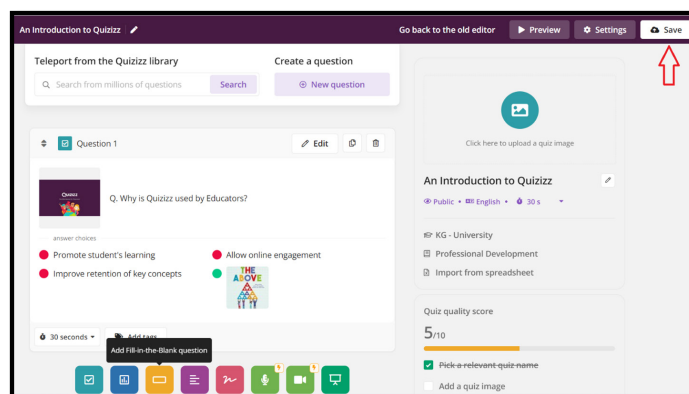 An Introduction to Quizizz
Go back to the old editor
Preview
Settings
Save
Teleport from the Quizizz library
Search from millions of questions
Search
Create a question
New question
Question 1
Edit
QUIZIZZ
Q. Why is Quizizz used by Educators?
answer choices
Promote student's learning
Allow online engagement
Improve retention of key concepts
THE
ABOVE
30 seconds
Add tags
Add Fill-in-the-Blank question
Click here to upload a quiz image
An Introduction to Quizizz
Public • English • 30 s
KG - University
Professional Development
Import from spreadsheet
Quiz quality score
5/10
Pick a relevant quiz name
Add a quiz image